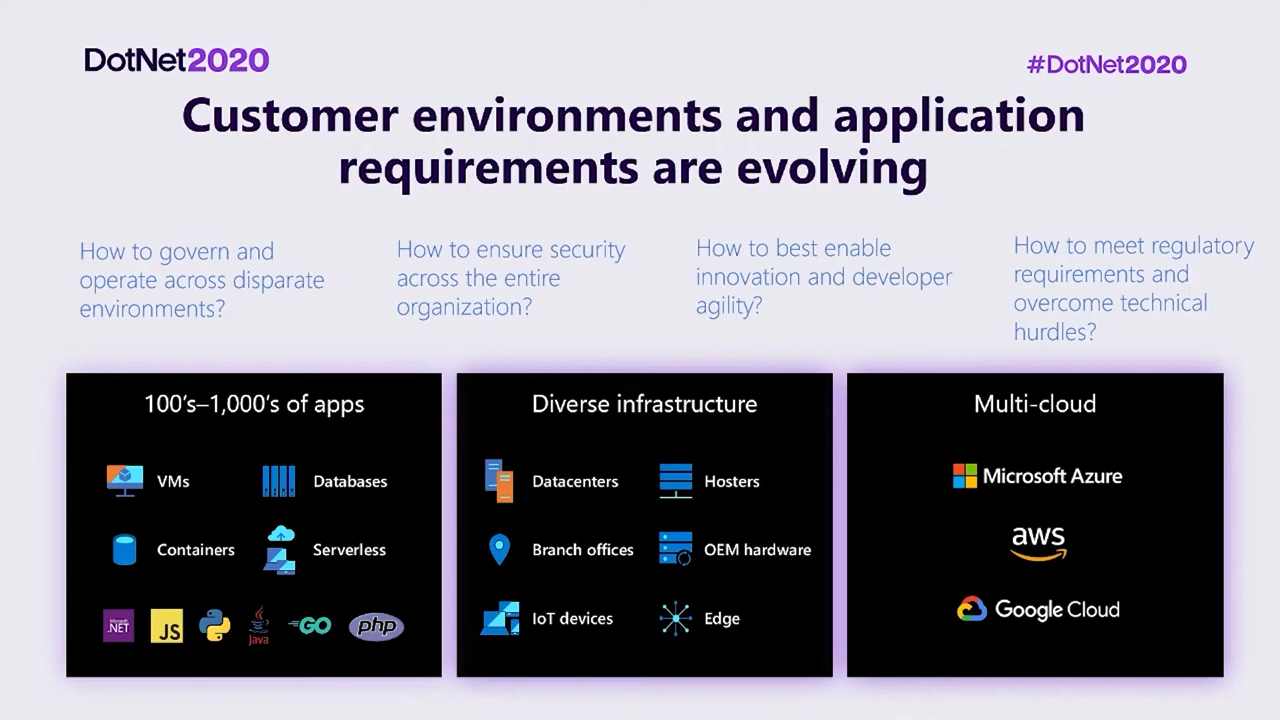 DotNet2020
#DotNet2020
Customer environments and application
requirements are evolving
How to govern and
operate across disparate
environments?
How to ensure security
across the entire
organization?
How to best enable
innovation and developer
agility?
How to meet regulatory
requirements and
overcome technical
hurdles?
100's–1,000's of apps
VMs
Databases
Containers
Serverless
.NET
JS
Java
GO
php
Diverse infrastructure
Datacenters
Hosters
Branch offices
OEM hardware
IoT devices
Edge
Multi-cloud
Microsoft Azure
aws
Google Cloud